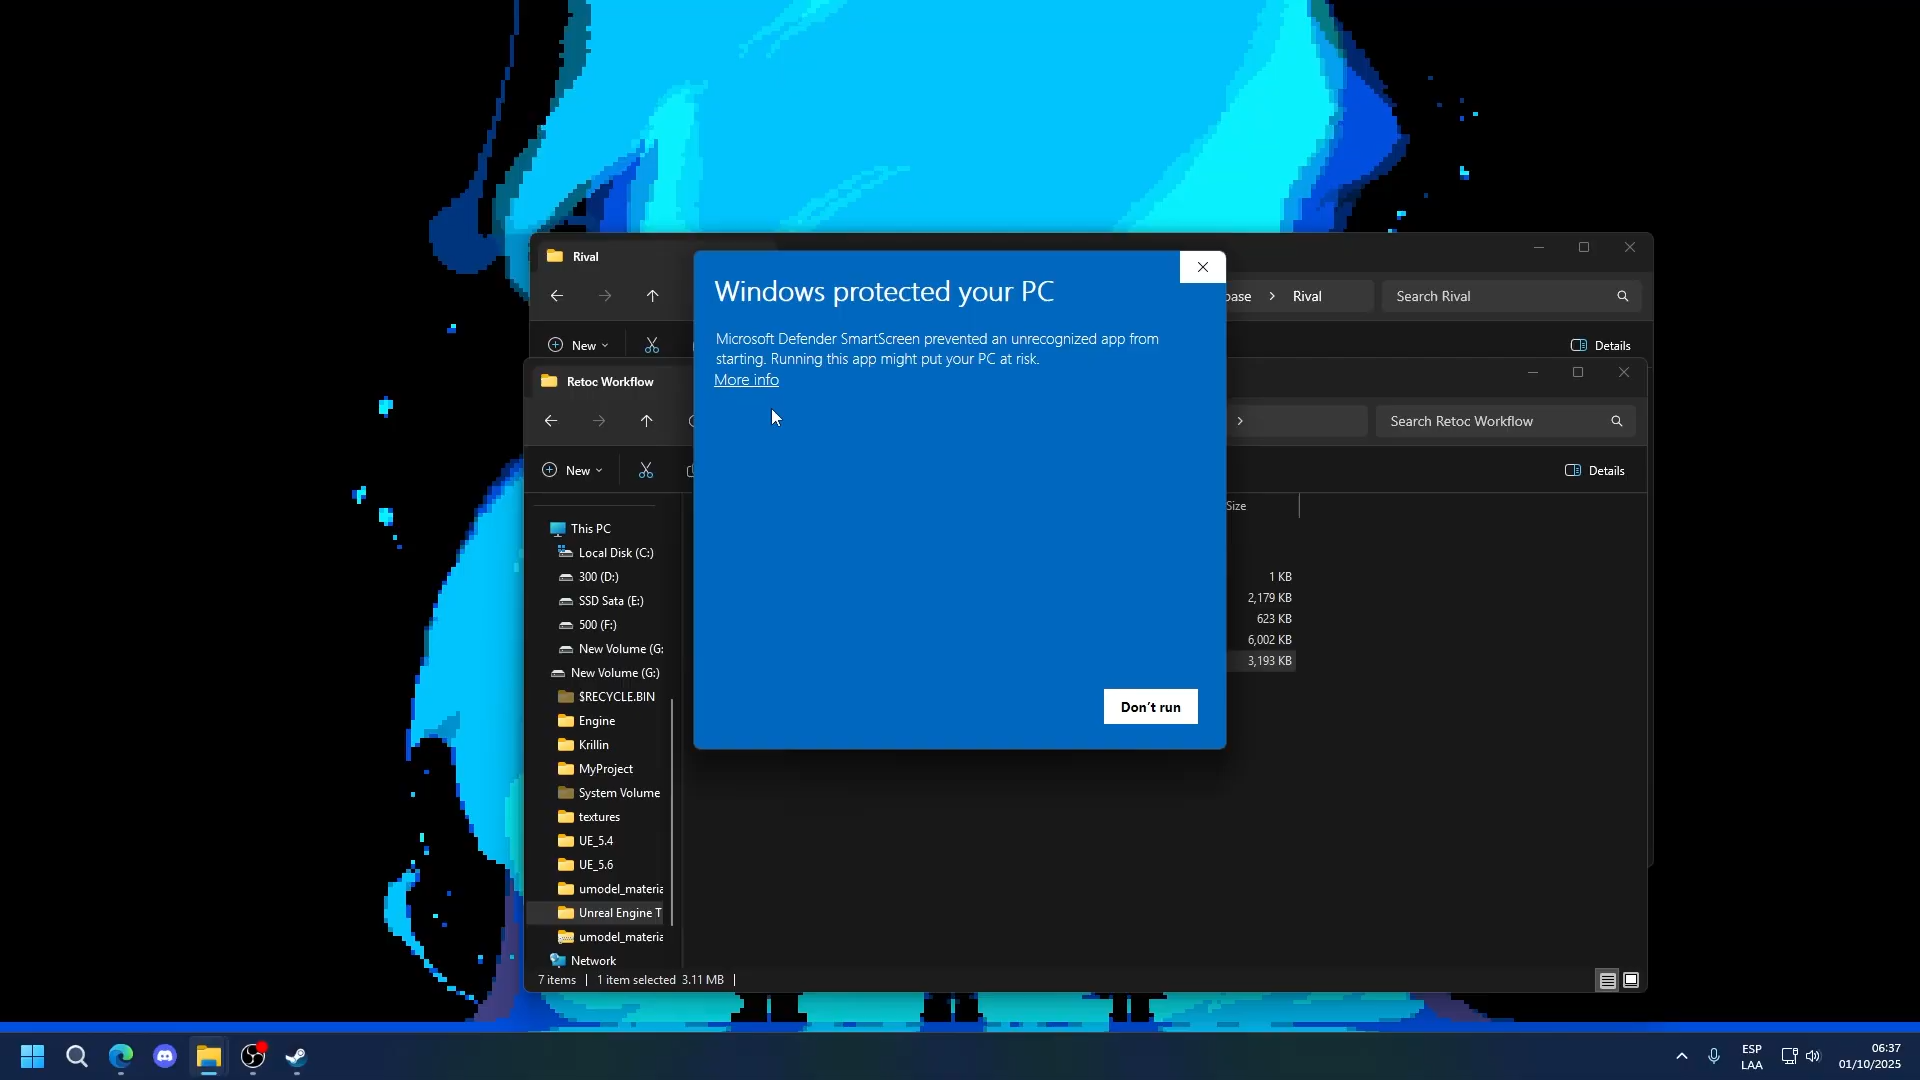 Rival
base > Rival
Search Rival
New
Details
Windows protected your PC
Microsoft Defender SmartScreen prevented an unrecognized app from
starting. Running this app might put your PC at risk.
More info
Don't run
Retoc Workflow
Search Retoc Workflow
New
Details
Size
This PC
Local Disk (C:)
300 (D:)
1 KB
SSD Sata (E:)
2,179 KB
500 (F:)
623 KB
New Volume (G:
6,002 KB
New Volume (G:)
3,193 KB
$RECYCLE.BIN
Engine
Krillin
MyProject
System Volume
textures
UE_5.4
UE_5.6
umodel_materia
Unreal Engine T
umodel_materia
Network
7 items
1 item selected 3.11 MB
ESP
LAA
06:37
01/10/2025